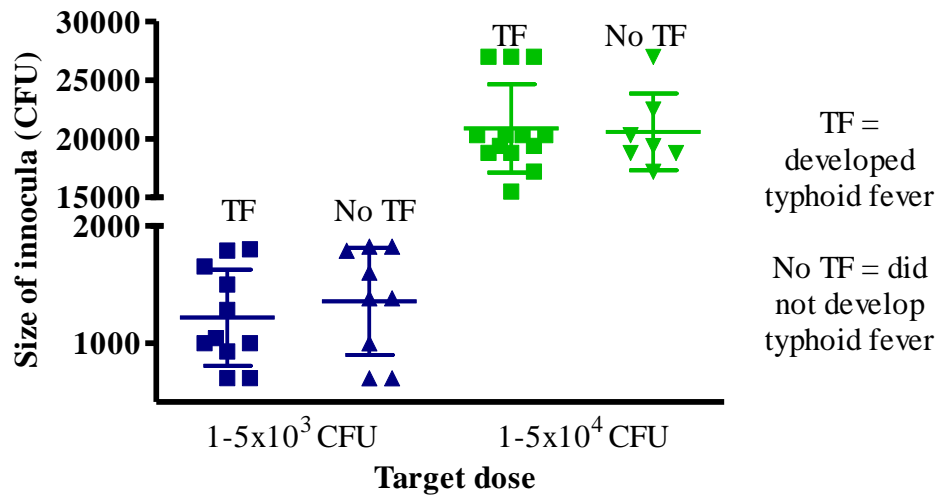 Size of innocula (CFU)
30000
25000
20000
15000
2000
1000
TF
No TF
TF
No TF
1-5x10³ CFU
1-5x10⁴ CFU
Target dose
TF =
developed
typhoid fever
No TF = did
not develop
typhoid fever